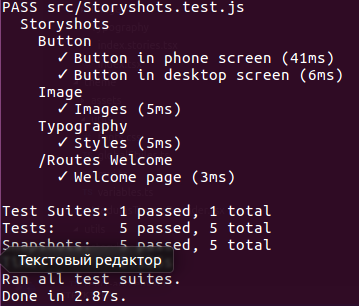 PASS src/Storyshots.test.js
Storyshots
Button
✓ Button in phone screen (41ms)
✓ Button in desktop screen (6ms)
Image
✓ Images (5ms)
Typography
✓ Styles (5ms)
/Routes Welcome
✓ Welcome page (3ms)
Test Suites: 1 passed, 1 total
Tests: 5 passed, 5 total
Snapshots: 5 passed, 5 total
Текстовый редактор
Ran all test suites.
Done in 2.87s.